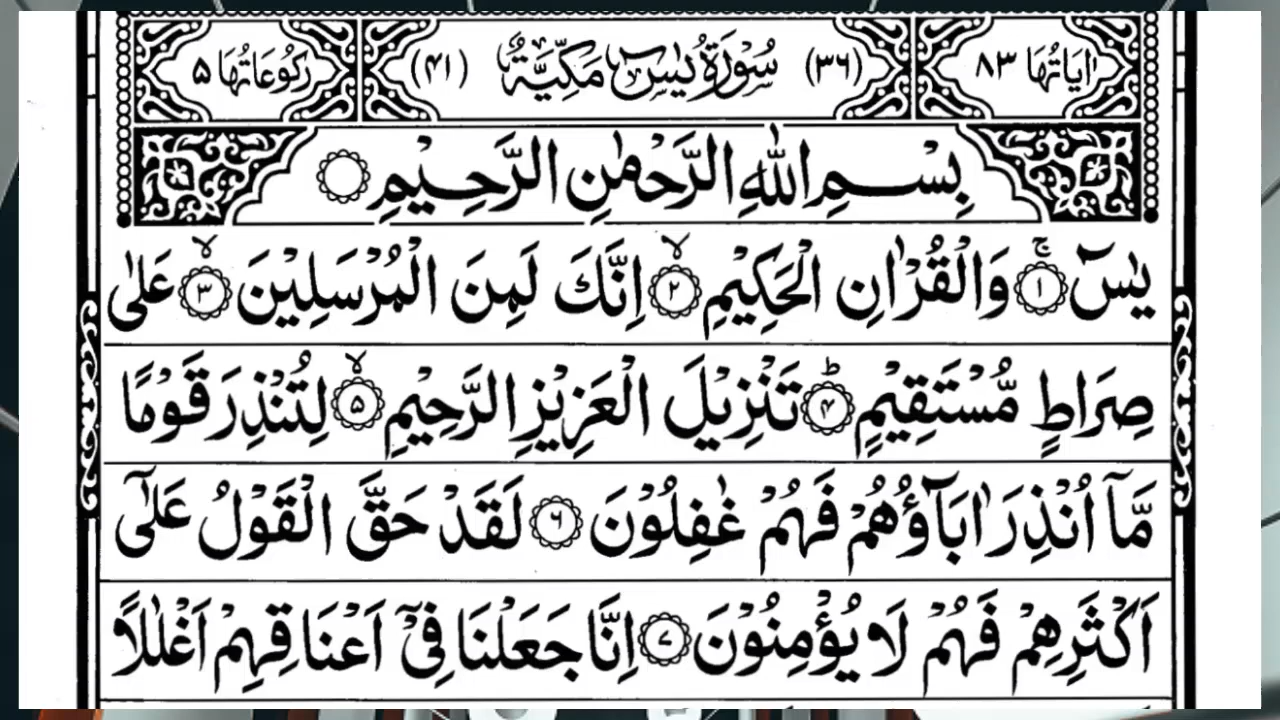 اٰيَاتُهَا ۸۳ (۳۶) سُوْرَةُ يٰسٓ مَكِّيَّةٌ (۴۱) رُكُوْعَاتُهَا ۵
بِسْمِ اللّٰهِ الرَّحْمٰنِ الرَّحِيْمِ
يٰسٓ ۚ ﴿۱﴾ وَالْقُرْاٰنِ الْحَكِيْمِ ۙ ﴿۲﴾ اِنَّكَ لَمِنَ الْمُرْسَلِيْنَ ۙ ﴿۳﴾ عَلٰى
صِرَاطٍ مُّسْتَقِيْمٍ ؕ ﴿۴﴾ تَنْزِيْلَ الْعَزِيْزِ الرَّحِيْمِ ۙ ﴿۵﴾ لِتُنْذِرَ قَوْمًا
مَّآ اُنْذِرَ اٰبَآؤُهُمْ فَهُمْ غٰفِلُوْنَ ﴿۶﴾ لَقَدْ حَقَّ الْقَوْلُ عَلٰٓى
اَكْثَرِهِمْ فَهُمْ لَا يُؤْمِنُوْنَ ﴿۷﴾ اِنَّا جَعَلْنَا فِيْٓ اَعْنَاقِهِمْ اَغْلٰلًا